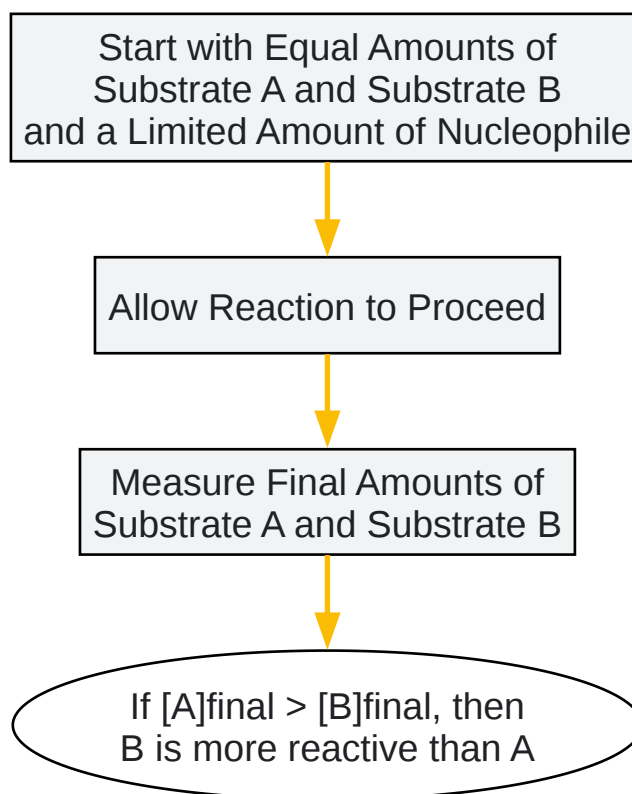 Start with Equal Amounts of
Substrate A and Substrate B
and a Limited Amount of Nucleophile
Allow Reaction to Proceed
Measure Final Amounts of
Substrate A and Substrate B
If [A]final > [B]final, then
B is more reactive than A